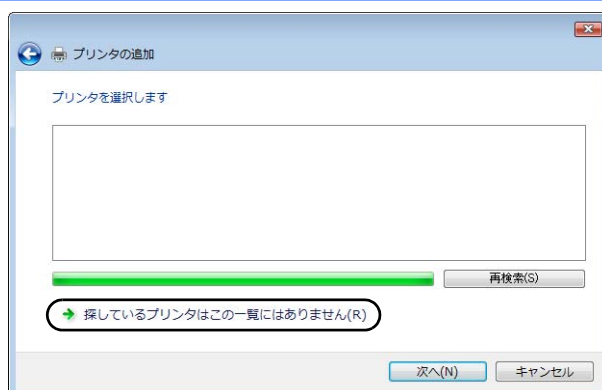 プリンタの追加
プリンタを選択します
再検索(S)
探しているプリンタはこの一覧にはありません(R)
次へ(N)
キャンセル